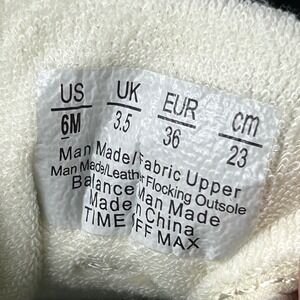 US UK EUR cm
6M 3.5 36 23
Man Made/Fabric Upper
Man Made/Leather Flocking Outsole
Balance Man Made
Made in China
TIME OFF MAX